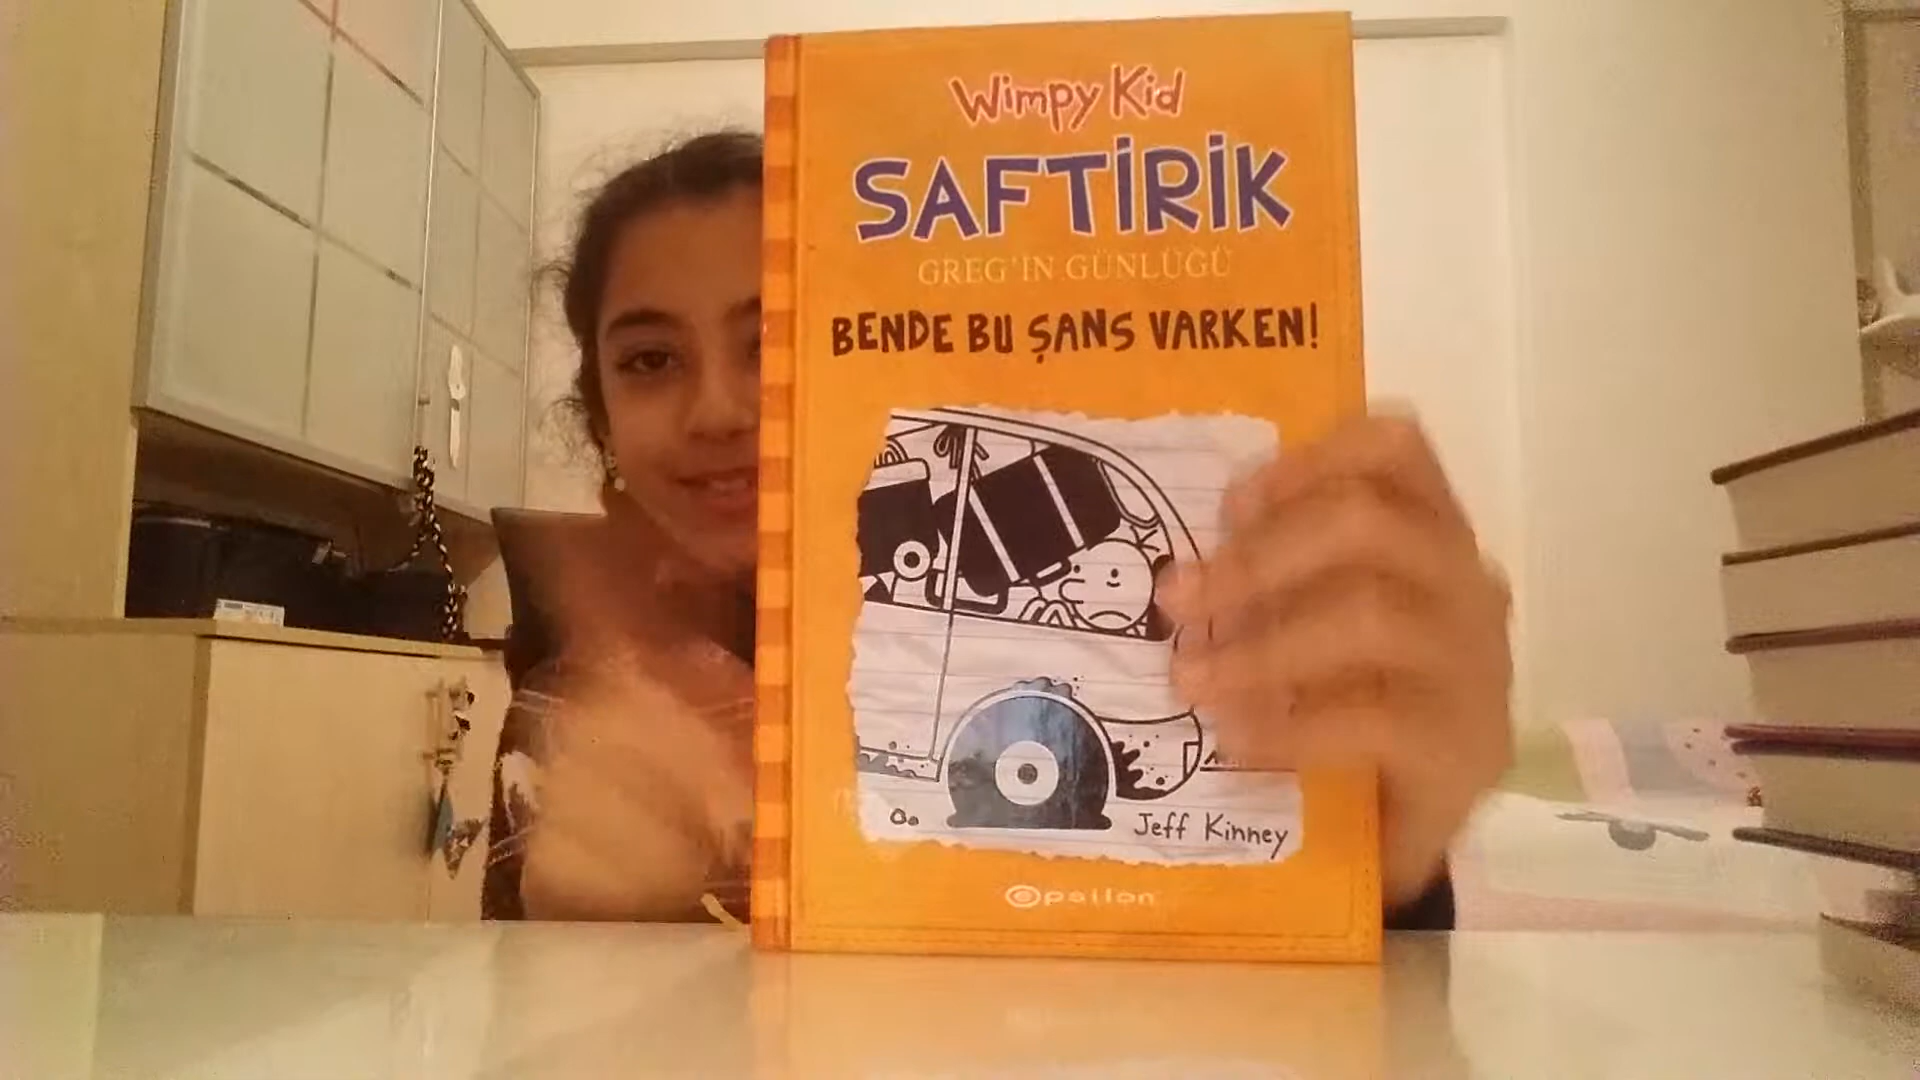 Wimpy Kid
SAFTİRİK
GREG'İN GÜNLÜĞÜ
BENDE BU ŞANS VARKEN!
Jeff Kinney
epsilon